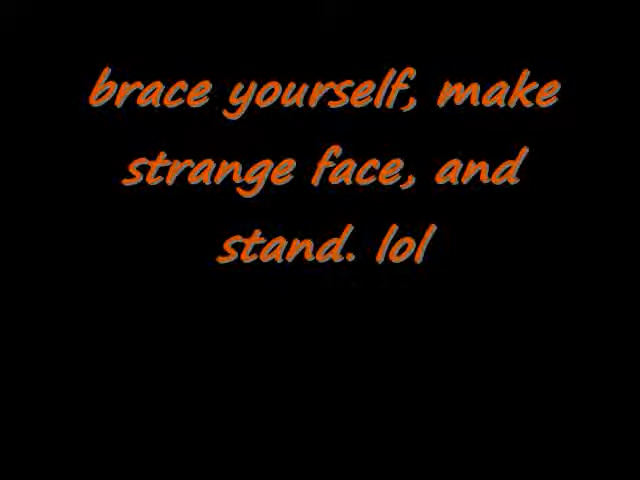 brace yourself, make
strange face, and
stand. lol